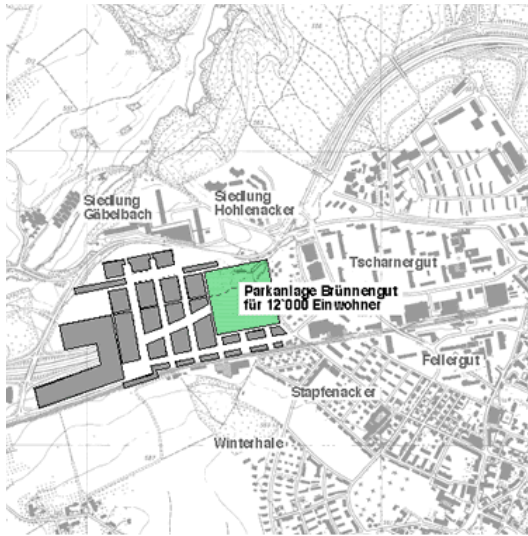 Siedlung
Gäbelbach
Siedlung
Hohlenacker
Tscharnergut
Parkanlage Brünnengut
für 12`000 Einwohner
Fellergut
Stapfenacker
Winterhale